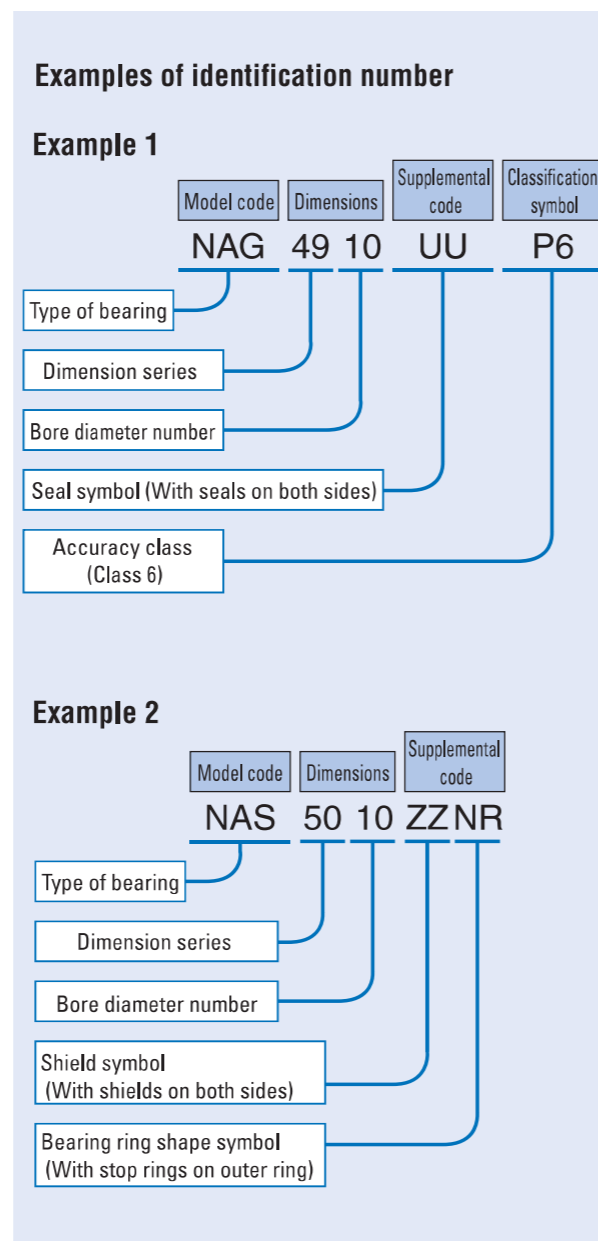 Examples of identification number
Example 1
Model code Dimensions Supplemental code Classification symbol
NAG 49 10 UU P6
Type of bearing
Dimension series
Bore diameter number
Seal symbol (With seals on both sides)
Accuracy class
(Class 6)
Example 2
Model code Dimensions Supplemental code
NAS 50 10 ZZ NR
Type of bearing
Dimension series
Bore diameter number
Shield symbol
(With shields on both sides)
Bearing ring shape symbol
(With stop rings on outer ring)